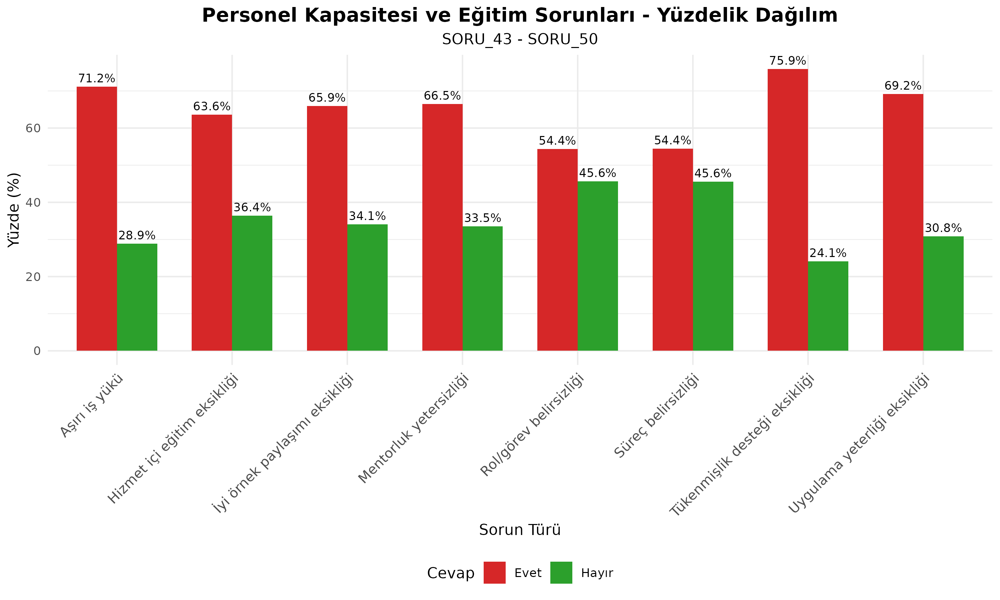 Personel Kapasitesi ve Eğitim Sorunları - Yüzdelik Dağılım
SORU_43 - SORU_50
Yüzde (%)
60
40
20
0
71.2%
28.9%
63.6%
36.4%
65.9%
34.1%
66.5%
33.5%
54.4%
45.6%
54.4%
45.6%
75.9%
24.1%
69.2%
30.8%
Aşırı iş yükü
Hizmet içi eğitim eksikliği
İyi örnek paylaşımı eksikliği
Mentorluk yetersizliği
Rol/görev belirsizliği
Süreç belirsizliği
Tükenmişlik desteği eksikliği
Uygulama yeterliği eksikliği
Sorun Türü
Cevap Evet Hayır